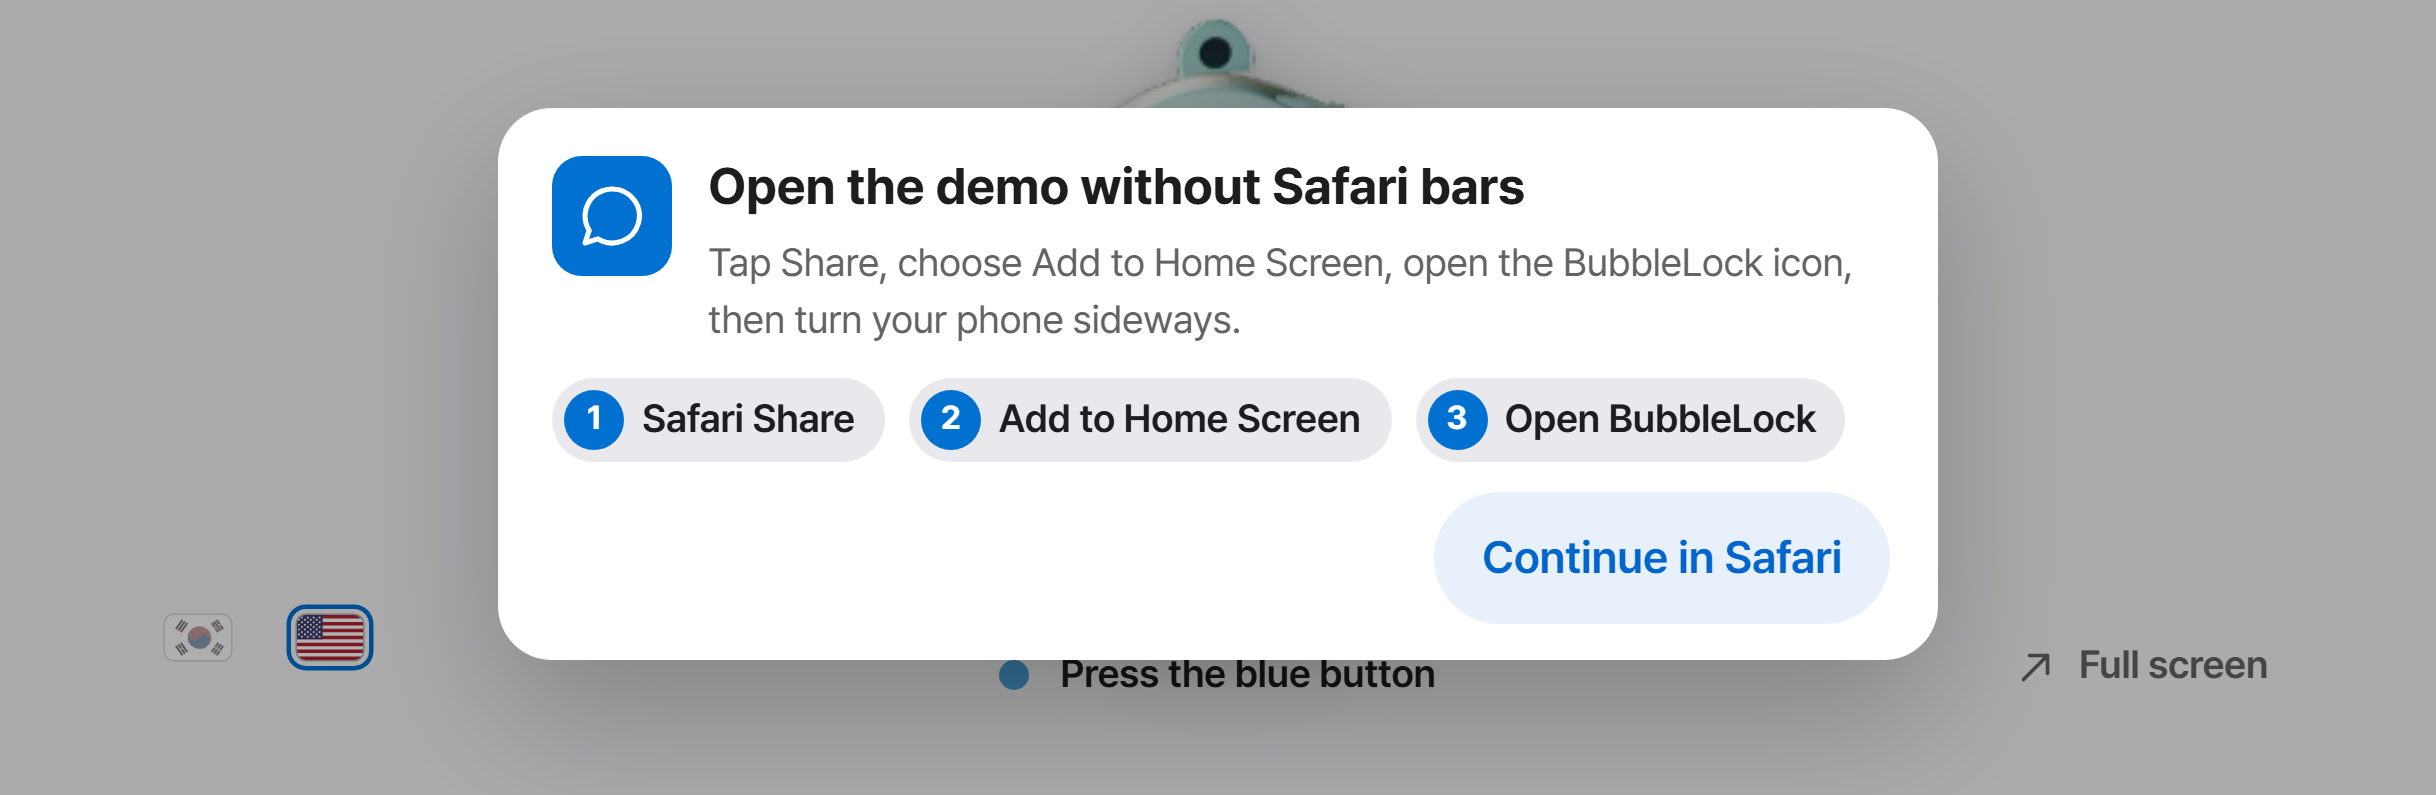 Open the demo without Safari bars
Tap Share, choose Add to Home Screen, open the BubbleLock icon,
then turn your phone sideways.
1 Safari Share
2 Add to Home Screen
3 Open BubbleLock
Continue in Safari
Press the blue button
Full screen